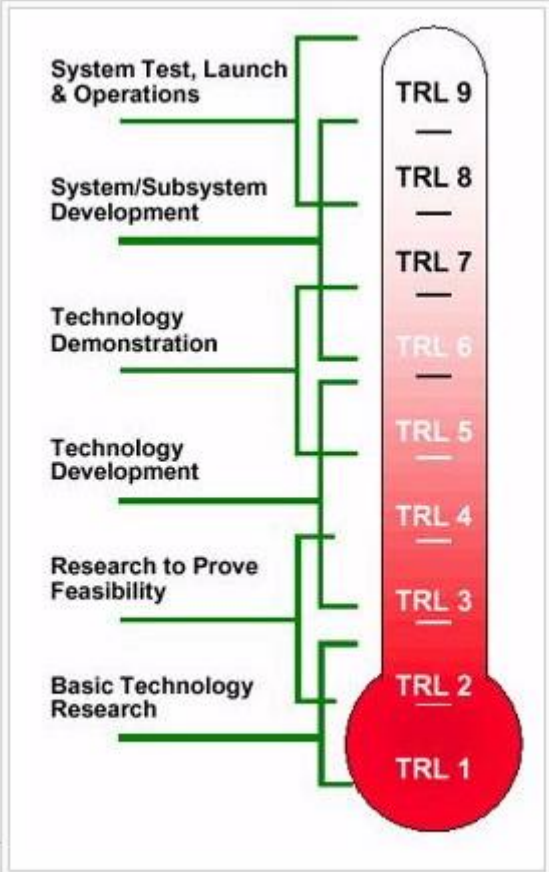 System Test, Launch
& Operations
System/Subsystem
Development
Technology
Demonstration
Technology
Development
Research to Prove
Feasibility
Basic Technology
Research
TRL 9
TRL 8
TRL 7
TRL 6
TRL 5
TRL 4
TRL 3
TRL 2
TRL 1